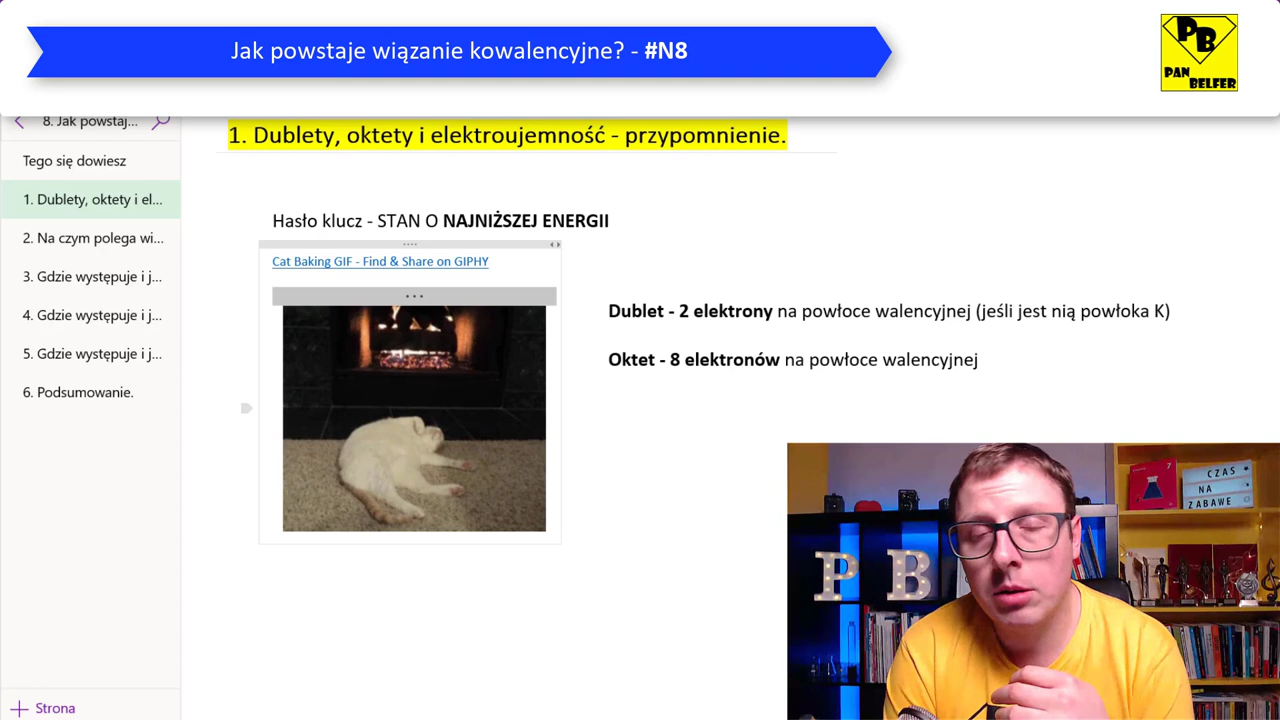 Jak powstaje wiązanie kowalencyjne? - #N8
PB
PAN
BELFER
8. Jak powstaj...
1. Dublety, oktety i elektroujemność - przypomnienie.
Tego się dowiesz
1. Dublety, oktety i el...
2. Na czym polega wi...
3. Gdzie występuje i j...
4. Gdzie występuje i j...
5. Gdzie występuje i j...
6. Podsumowanie.
Strona
Hasło klucz - STAN O NAJNIŻSZEJ ENERGII
Cat Baking GIF - Find & Share on GIPHY
Dublet - 2 elektrony na powłoce walencyjnej (jeśli jest nią powłoka K)
Oktet - 8 elektronów na powłoce walencyjnej
CZAS
NA
ZABAWE
7
P B